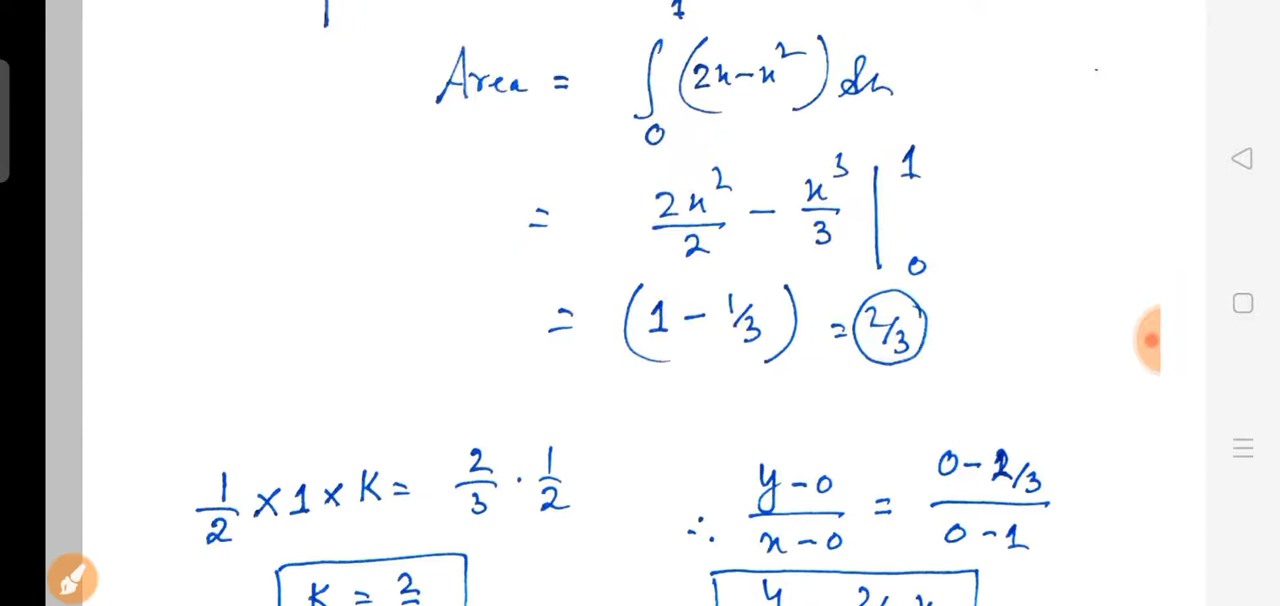 Area = ∫₀¹ (2x - x²) dx
= 2x²/2 - x³/3 |₀¹
= (1 - 1/3) = 2/3
1/2 × 1 × K = 2/3 · 1/2
∴ y-0/x-0 = 0-2/3/0-1
K = 2